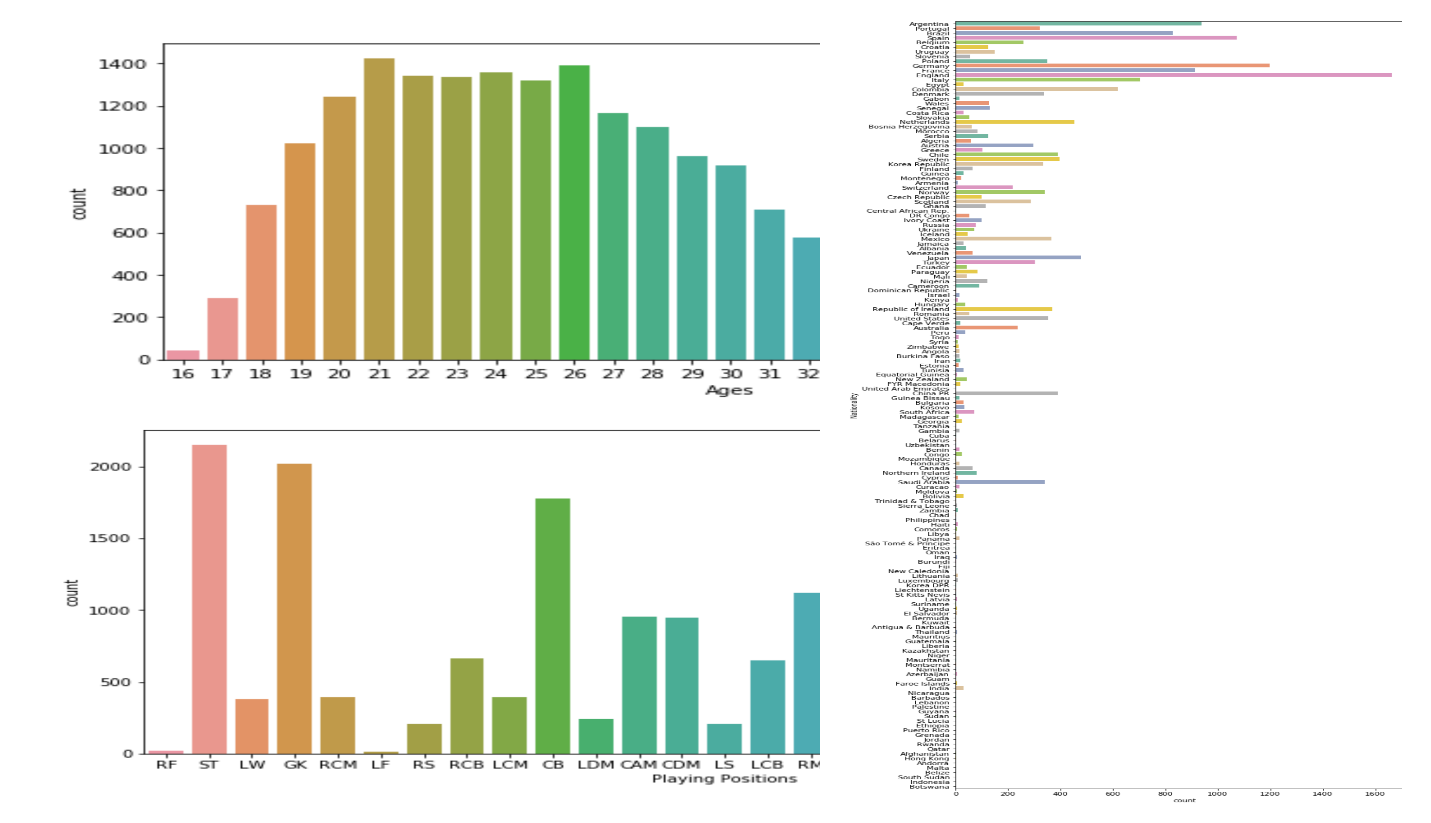 1400
1200
1000
800
600
400
200
0
count
16 17 18 19 20 21 22 23 24 25 26 27 28 29 30 31 32
Ages
2000
1500
1000
500
0
count
RF ST LW GK RCM LF RS RCB LCM CB LDM CAM CDM LS LCB RM
Playing Positions
Nationality
Argentina
Portugal
Brazil
Spain
Belgium
Croatia
Uruguay
Slovenia
Poland
Germany
France
England
Italy
Egypt
Colombia
Denmark
Gabon
Wales
Senegal
Costa Rica
Slovakia
Netherlands
Bosnia Herzegovina
Morocco
Serbia
Algeria
Austria
Greece
Chile
Sweden
Korea Republic
Finland
Guinea
Montenegro
Armenia
Switzerland
Norway
Czech Republic
Scotland
Ghana
Central African Rep.
DR Congo
Ivory Coast
Russia
Ukraine
Iceland
Mexico
Jamaica
Albania
Venezuela
Japan
Turkey
Ecuador
Paraguay
Mali
Nigeria
Cameroon
Dominican Republic
Israel
Kenya
Hungary
Republic of Ireland
Romania
United States
Cape Verde
Australia
Peru
Togo
Syria
Zimbabwe
Angola
Burkina Faso
Iran
Estonia
Tunisia
Equatorial Guinea
New Zealand
FYR Macedonia
United Arab Emirates
China PR
Guinea Bissau
Bulgaria
Kosovo
South Africa
Madagascar
Georgia
Tanzania
Gambia
Cuba
Belarus
Uzbekistan
Benin
Congo
Mozambique
Honduras
Canada
Northern Ireland
Cyprus
Saudi Arabia
Curacao
Moldova
Bolivia
Trinidad & Tobago
Sierra Leone
Zambia
Chad
Philippines
Haiti
Comoros
Libya
Panama
São Tomé & Príncipe
Eritrea
Oman
Iraq
Burundi
Fiji
New Caledonia
Lithuania
Luxembourg
Korea DPR
Liechtenstein
St Kitts Nevis
Latvia
Suriname
Uganda
El Salvador
Bermuda
Kuwait
Antigua & Barbuda
Thailand
Mauritius
Guatemala
Liberia
Kazakhstan
Niger
Mauritania
Montserrat
Namibia
Azerbaijan
Guam
Faroe Islands
India
Nicaragua
Barbados
Lebanon
Palestine
Guyana
Sudan
St Lucia
Ethiopia
Puerto Rico
Grenada
Jordan
Rwanda
Qatar
Afghanistan
Hong Kong
Andorra
Malta
Belize
South Sudan
Indonesia
Botswana
0 200 400 600 800 1000 1200 1400 1600
count